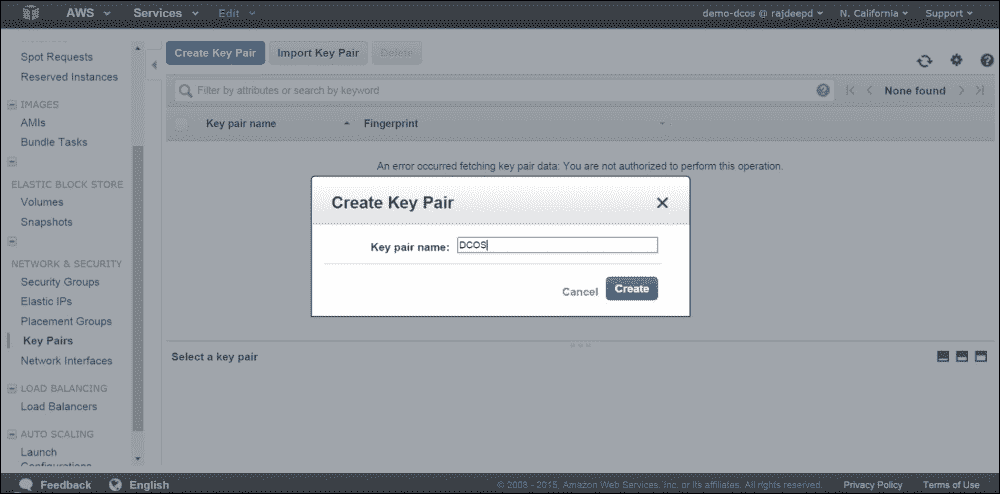 AWS Services Edit demo-dcos @ rajdeepd N. California Support
Spot Requests
Reserved Instances
IMAGES
AMIs
Bundle Tasks
ELASTIC BLOCK STORE
Volumes
Snapshots
NETWORK & SECURITY
Security Groups
Elastic IPs
Placement Groups
Key Pairs
Network Interfaces
LOAD BALANCING
Load Balancers
AUTO SCALING
Launch
Configurations
Create Key Pair Import Key Pair Delete
Filter by attributes or search by keyword None found
Key pair name Fingerprint
An error occurred fetching key pair data: You are not authorized to perform this operation.
Create Key Pair
Key pair name: DCOS
Cancel Create
Select a key pair
Feedback English © 2008 - 2015, Amazon Web Services, Inc. or its affiliates. All rights reserved. Privacy Policy Terms of Use